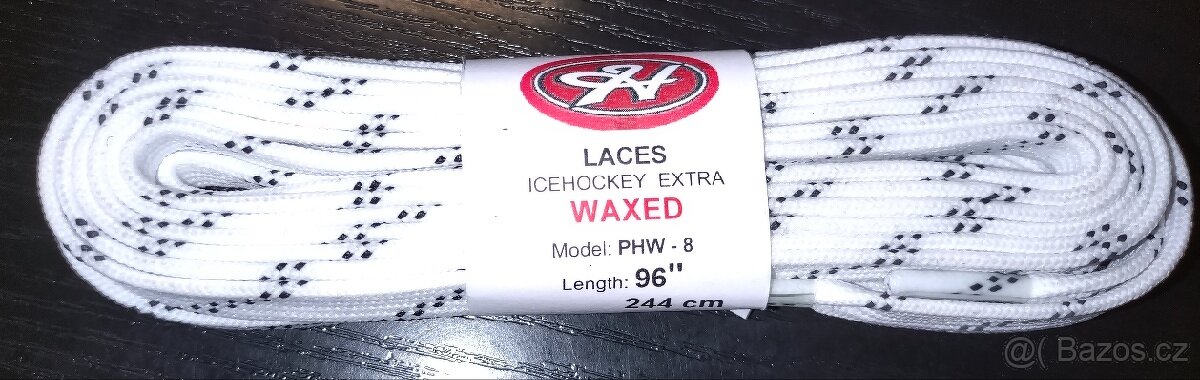 H
LACES
ICEHOCKEY EXTRA
WAXED
Model: PHW - 8
Length: 96"
244 cm
@( Bazos.cz